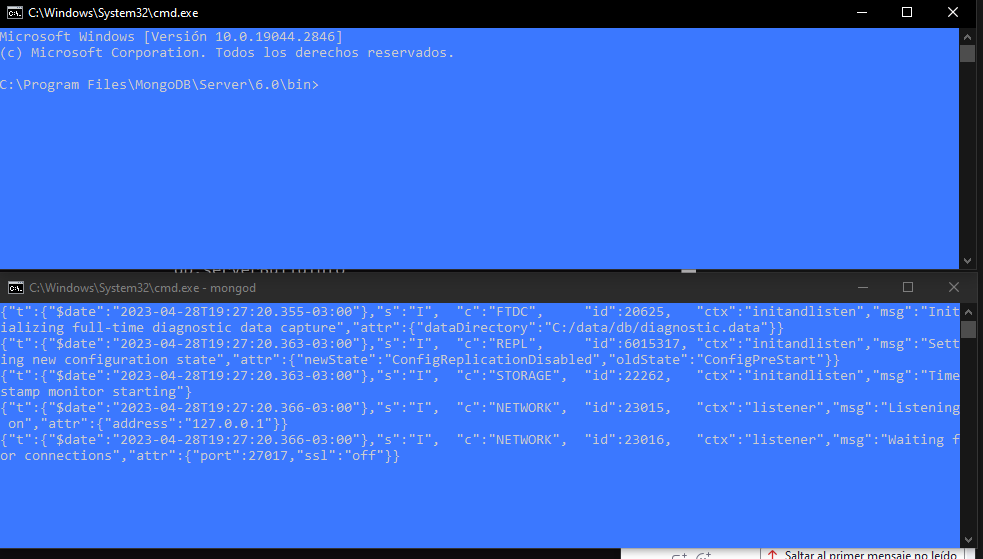 C:\Windows\System32\cmd.exe
Microsoft Windows [Versión 10.0.19044.2846]
(c) Microsoft Corporation. Todos los derechos reservados.
C:\Program Files\MongoDB\Server\6.0\bin>
C:\Windows\System32\cmd.exe - mongod
{"t":{"$date":"2023-04-28T19:27:20.355-03:00"},"s":"I",  "c":"FTDC",     "id":20625,   "ctx":"initandlisten","msg":"Init
ializing full-time diagnostic data capture","attr":{"dataDirectory":"C:/data/db/diagnostic.data"}}
{"t":{"$date":"2023-04-28T19:27:20.363-03:00"},"s":"I",  "c":"REPL",     "id":6015317, "ctx":"initandlisten","msg":"Sett
ing new configuration state","attr":{"newState":"ConfigReplicationDisabled","oldState":"ConfigPreStart"}}
{"t":{"$date":"2023-04-28T19:27:20.363-03:00"},"s":"I",  "c":"STORAGE",  "id":22262,   "ctx":"initandlisten","msg":"Time
stamp monitor starting"}
{"t":{"$date":"2023-04-28T19:27:20.366-03:00"},"s":"I",  "c":"NETWORK",  "id":23015,   "ctx":"listener","msg":"Listening
 on","attr":{"address":"127.0.0.1"}}
{"t":{"$date":"2023-04-28T19:27:20.366-03:00"},"s":"I",  "c":"NETWORK",  "id":23016,   "ctx":"listener","msg":"Waiting f
or connections","attr":{"port":27017,"ssl":"off"}}
Saltar al primer mensaje no leído